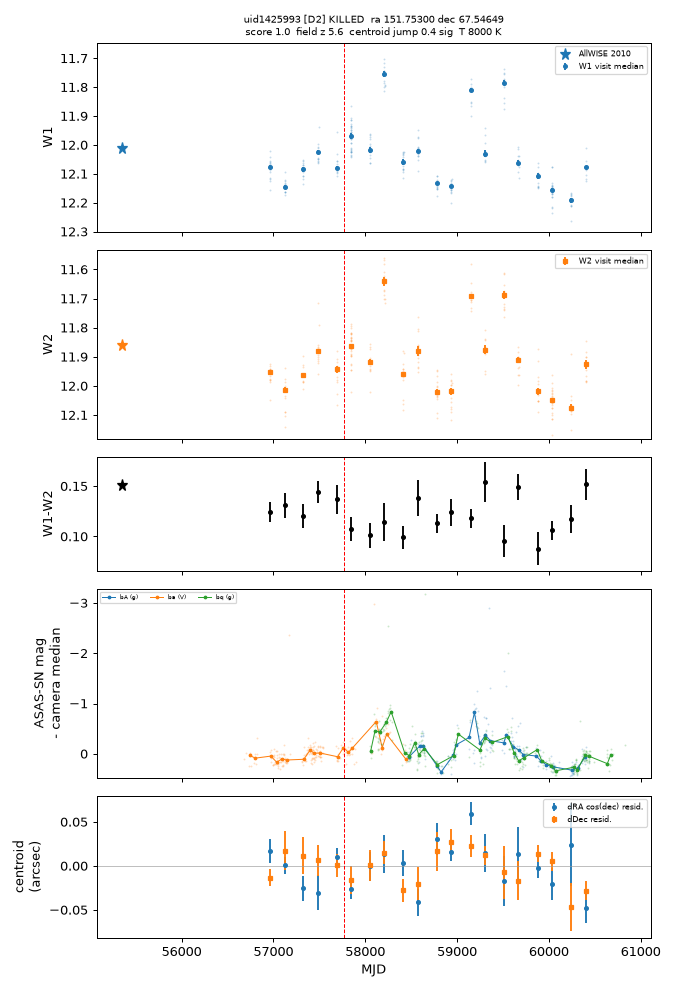 uid1425993 [D2] KILLED ra 151.75300 dec 67.54649
score 1.0 field z 5.6 centroid jump 0.4 sig T 8000 K
11.7
11.8
11.9
12.0
12.1
12.2
12.3
W1
AllWISE 2010
W1 visit median
11.6
11.7
11.8
11.9
12.0
12.1
W2
W2 visit median
0.15
0.10
W1-W2
−3
−2
−1
0
ASAS-SN mag
- camera median
bA (g)
ba (V)
bq (g)
0.05
0.00
−0.05
centroid
(arcsec)
dRA cos(dec) resid.
dDec resid.
56000
57000
58000
59000
60000
61000
MJD